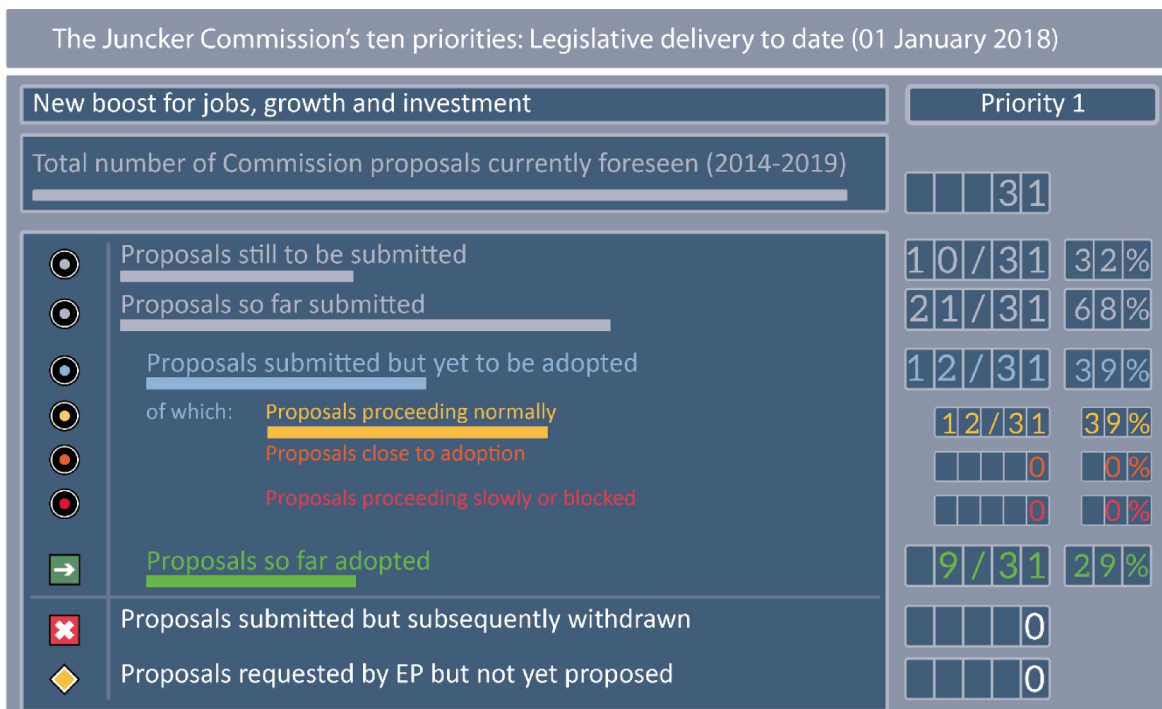 The Juncker Commission's ten priorities: Legislative delivery to date (01 January 2018)
New boost for jobs, growth and investment
Priority 1
Total number of Commission proposals currently foreseen (2014-2019)
31
Proposals still to be submitted
10/31 32%
Proposals so far submitted
21/31 68%
Proposals submitted but yet to be adopted
12/31 39%
of which: Proposals proceeding normally
12/31 39%
Proposals close to adoption
0 0%
Proposals proceeding slowly or blocked
0 0%
Proposals so far adopted
9/31 29%
Proposals submitted but subsequently withdrawn
0
Proposals requested by EP but not yet proposed
0